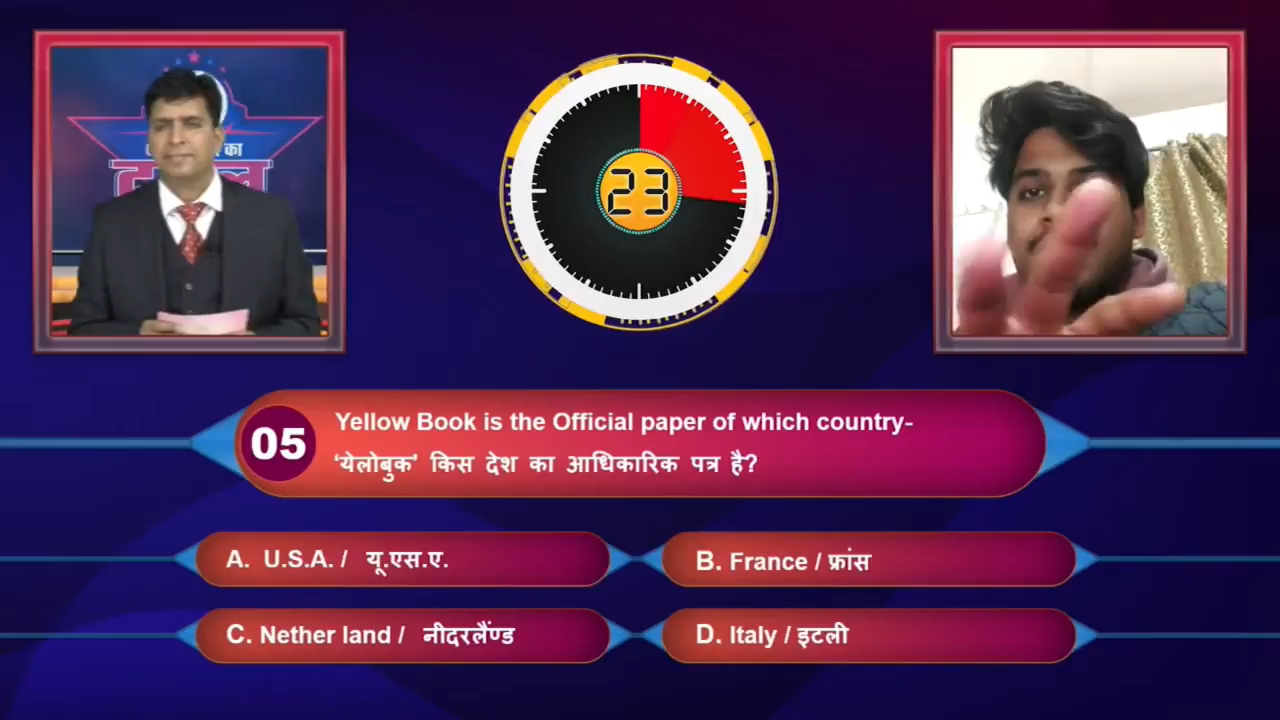 का
23
05
Yellow Book is the Official paper of which country-
‘येलोबुक’ किस देश का आधिकारिक पत्र है?
A. U.S.A. / यू.एस.ए.
B. France / फ्रांस
C. Nether land / नीदरलैंण्ड
D. Italy / इटली